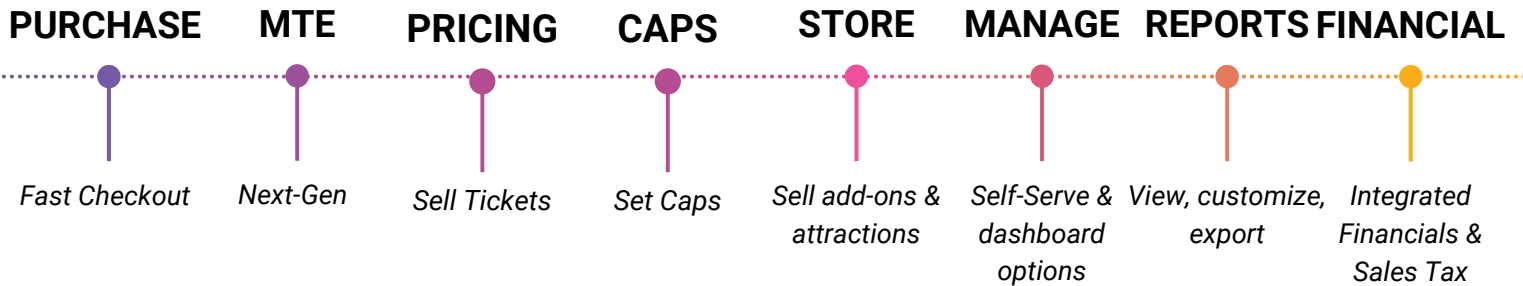 PURCHASE MTE PRICING CAPS STORE MANAGE REPORTS FINANCIAL
Fast Checkout Next-Gen Sell Tickets Set Caps Sell add-ons & Self-Serve & View, customize, Integrated
attractions dashboard export Financials &
options Sales Tax